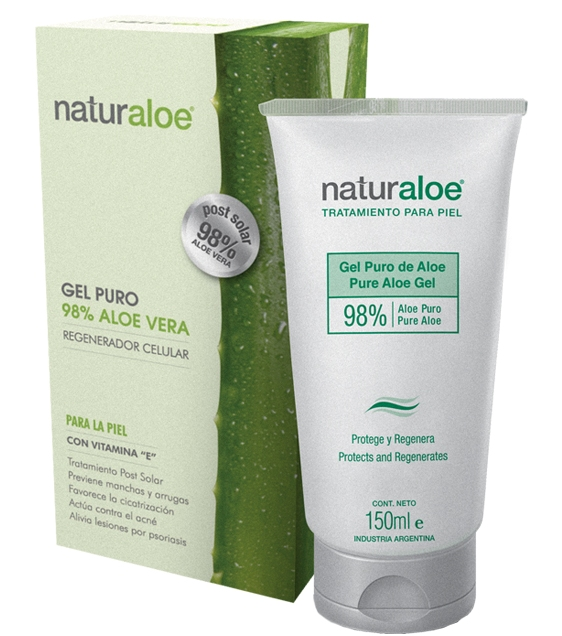 naturaloe®
post solar
98%
ALOE VERA
GEL PURO
98% ALOE VERA
REGENERADOR CELULAR
PARA LA PIEL
CON VITAMINA "E"
Tratamiento Post Solar
Previene manchas y arrugas
Favorece la cicatrización
Actúa contra el acné
Alivia lesiones por psoriasis
naturaloe®
TRATAMIENTO PARA PIEL
Gel Puro de Aloe
Pure Aloe Gel
98% Aloe Puro
Pure Aloe
Protege y Regenera
Protects and Regenerates
CONT. NETO
150ml e
INDUSTRIA ARGENTINA